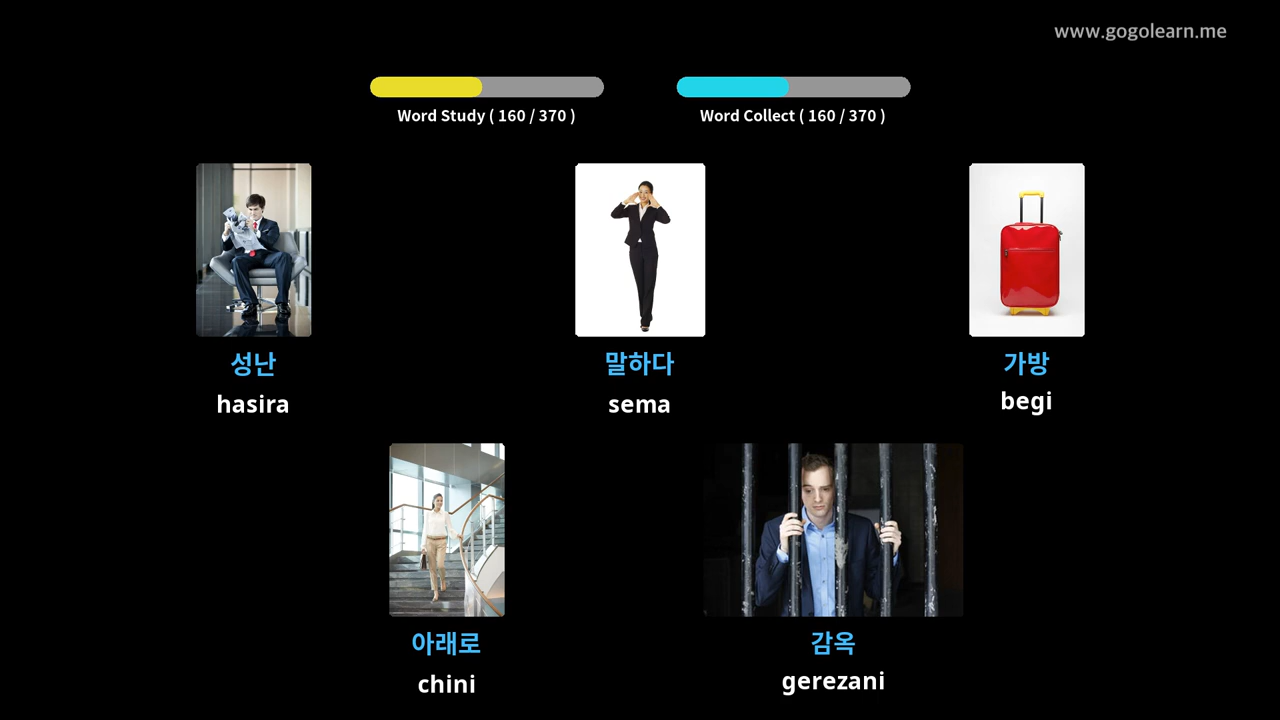 www.gogolearn.me
Word Study ( 160 / 370 )
Word Collect ( 160 / 370 )
성난
hasira
말하다
sema
가방
begi
아래로
chini
감옥
gerezani